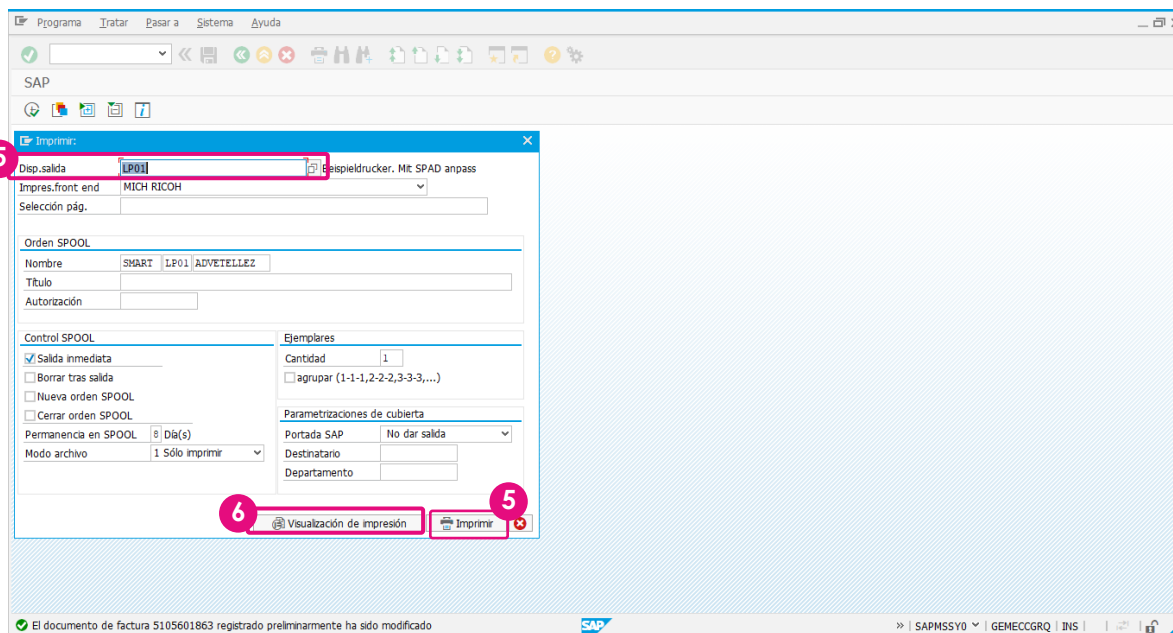 Programa Tratar Pasar a Sistema Ayuda
SAP
Imprimir:
5
Disp.salida LP01 Beispieldrucker. Mit SPAD anpass
Impres.front end MICH RICOH
Selección pág.
Orden SPOOL
Nombre SMART LP01 ADVETELLEZ
Título
Autorización
Control SPOOL Ejemplares
Salida inmediata Cantidad 1
Borrar tras salida agrupar (1-1-1,2-2-2,3-3-3,...)
Nueva orden SPOOL
Cerrar orden SPOOL Parametrizaciones de cubierta
Permanencia en SPOOL 8 Día(s) Portada SAP No dar salida
Modo archivo 1 Sólo imprimir Destinatario
Departamento
6 Visualización de impresión 5 Imprimir
El documento de factura 5105601863 registrado preliminarmente ha sido modificado SAP » | SAPMSSY0 | GEMECCGRQ | INS